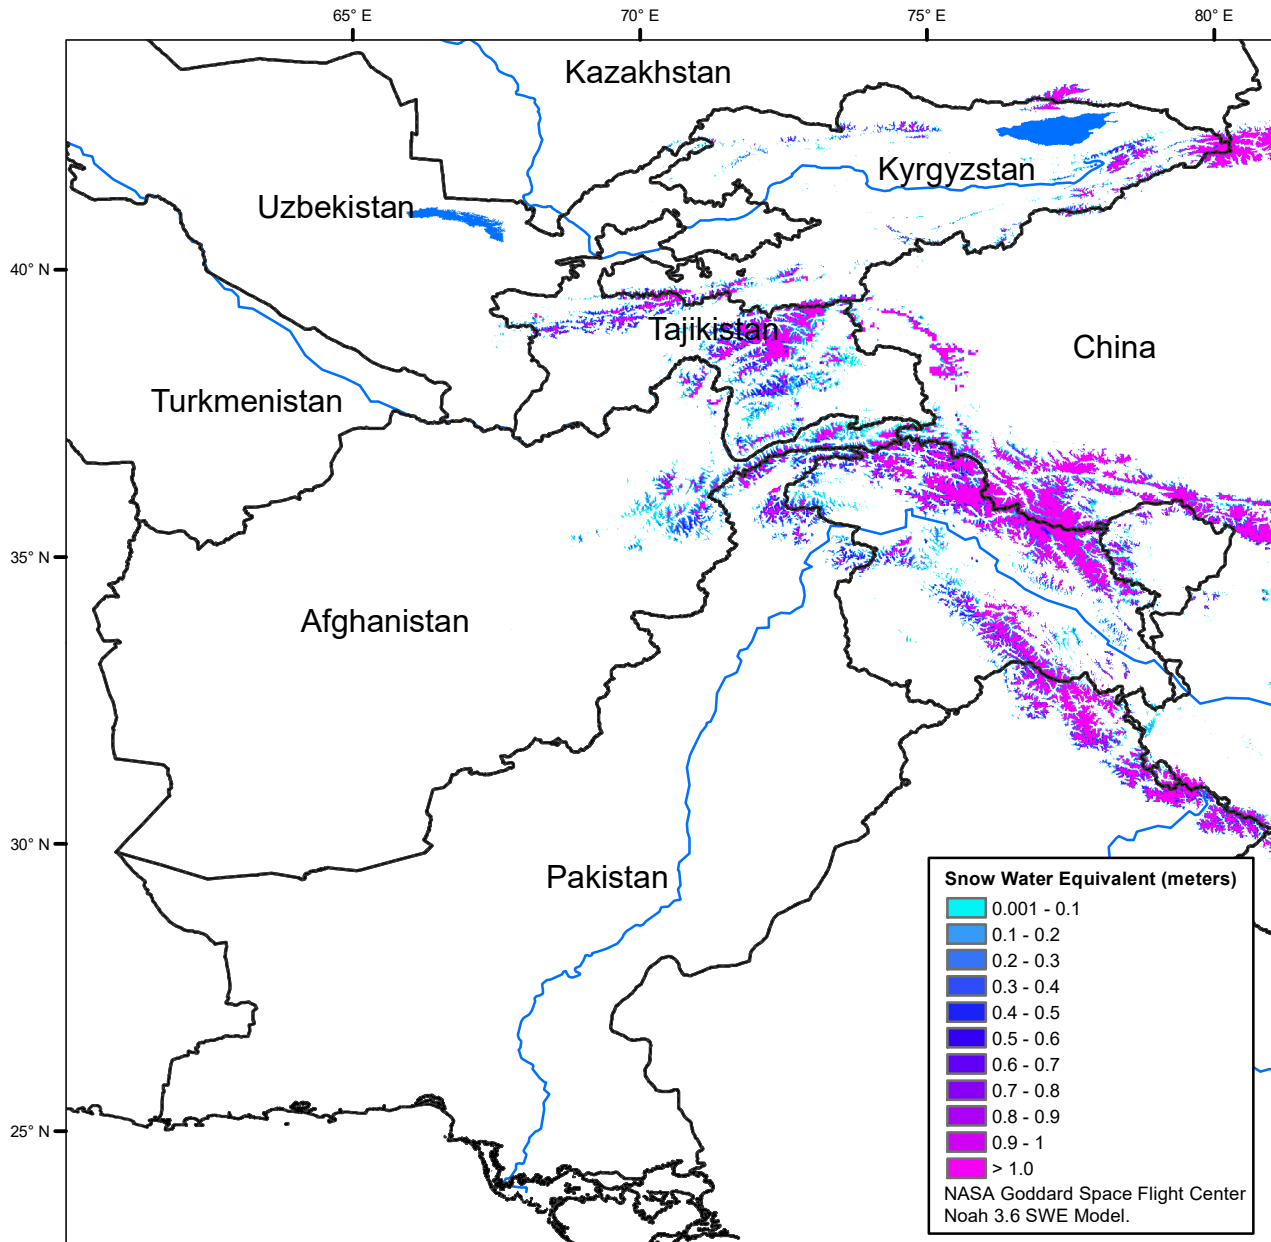 65° E
70° E
75° E
80° E
Kazakhstan
Kyrgyzstan
Uzbekistan
40° N
Tajikistan
China
Turkmenistan
35° N
Afghanistan
30° N
Pakistan
25° N
Snow Water Equivalent (meters)
0.001 - 0.1
0.1 - 0.2
0.2 - 0.3
0.3 - 0.4
0.4 - 0.5
0.5 - 0.6
0.6 - 0.7
0.7 - 0.8
0.8 - 0.9
0.9 - 1
> 1.0
NASA Goddard Space Flight Center
Noah 3.6 SWE Model.